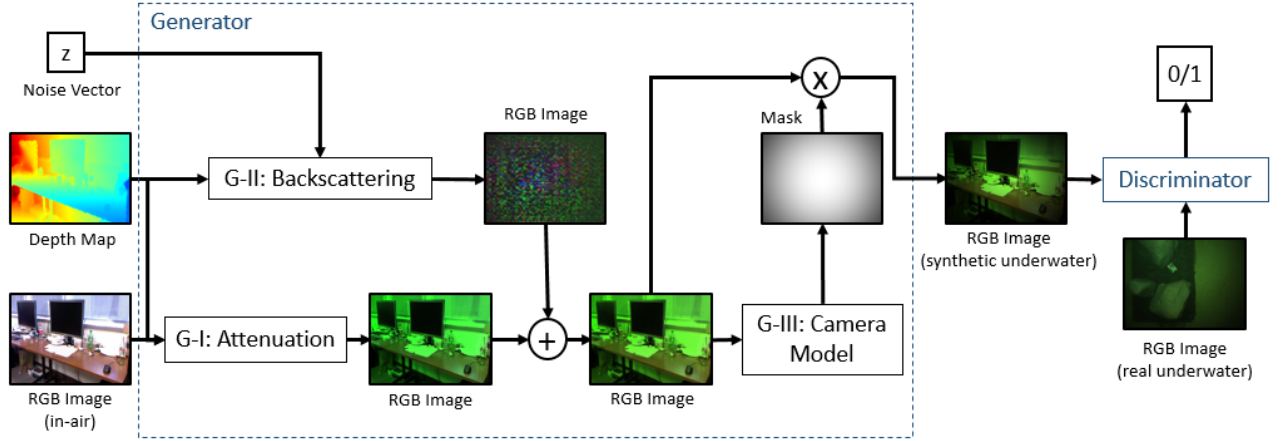 Generator
z
Noise Vector
0/1
RGB Image
Mask
X
G-II: Backscattering
Discriminator
Depth Map
RGB Image
(synthetic underwater)
G-I: Attenuation
+
G-III: Camera
Model
RGB Image
(in-air)
RGB Image
RGB Image
RGB Image
(real underwater)